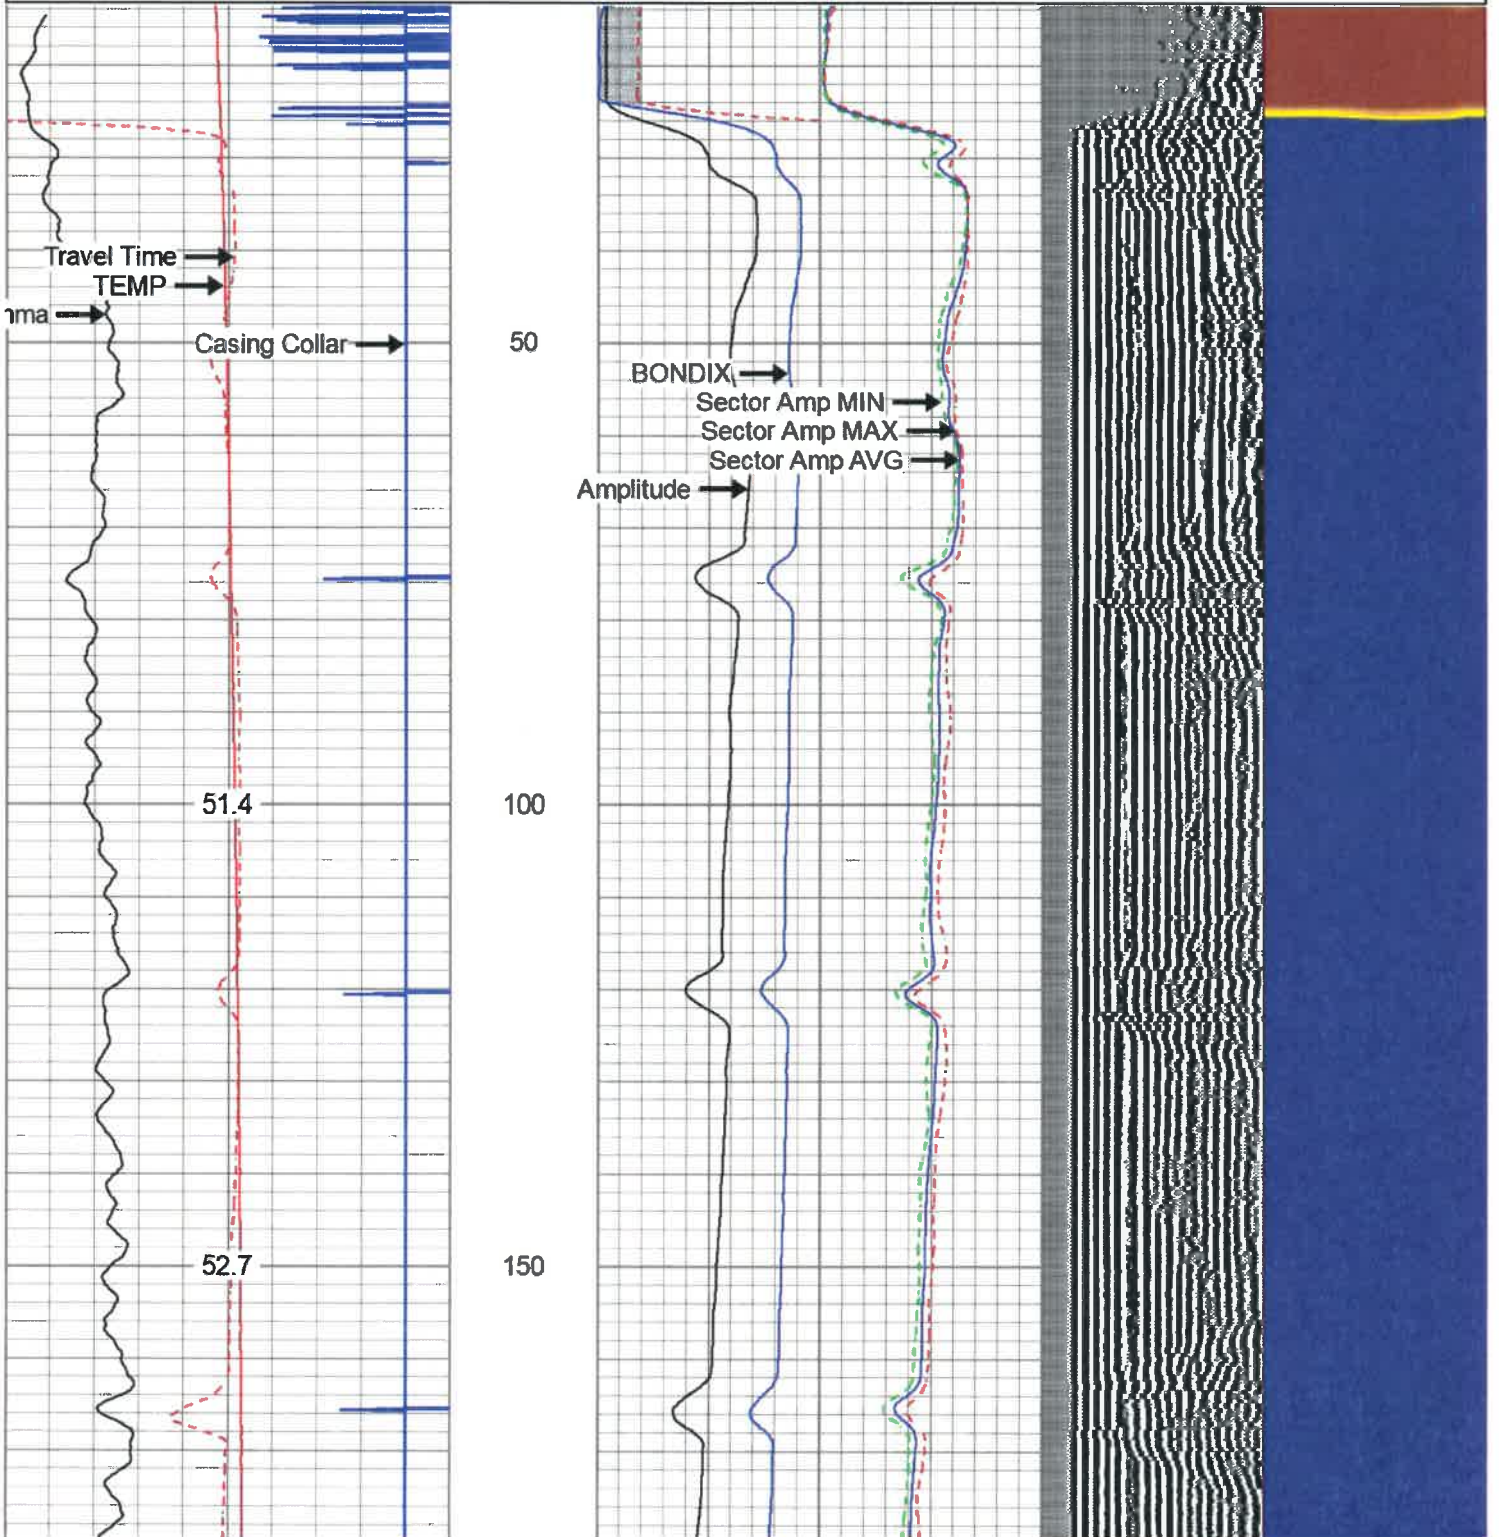 Travel Time
TEMP
mma
Casing Collar
50
BONDIX
Sector Amp MIN
Sector Amp MAX
Sector Amp AVG
Amplitude
51.4
100
52.7
150